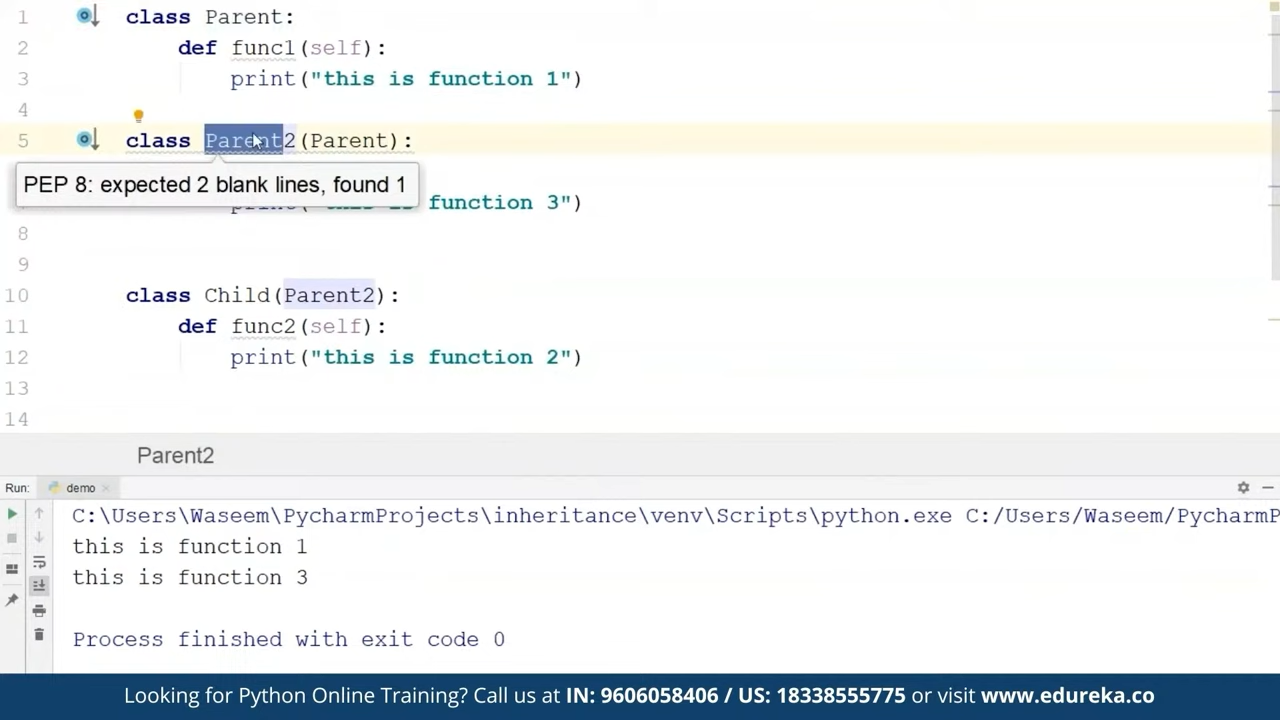 1 class Parent:
2 def func1(self):
3 print("this is function 1")
4
5 class Parent2(Parent):
PEP 8: expected 2 blank lines, found 1
print("this is function 3")
8
9
10 class Child(Parent2):
11 def func2(self):
12 print("this is function 2")
13
14
Parent2
Run: demo
C:\Users\Waseem\PycharmProjects\inheritance\venv\Scripts\python.exe C:/Users/Waseem/PycharmP
this is function 1
this is function 3
Process finished with exit code 0
Looking for Python Online Training? Call us at IN: 9606058406 / US: 18338555775 or visit www.edureka.co